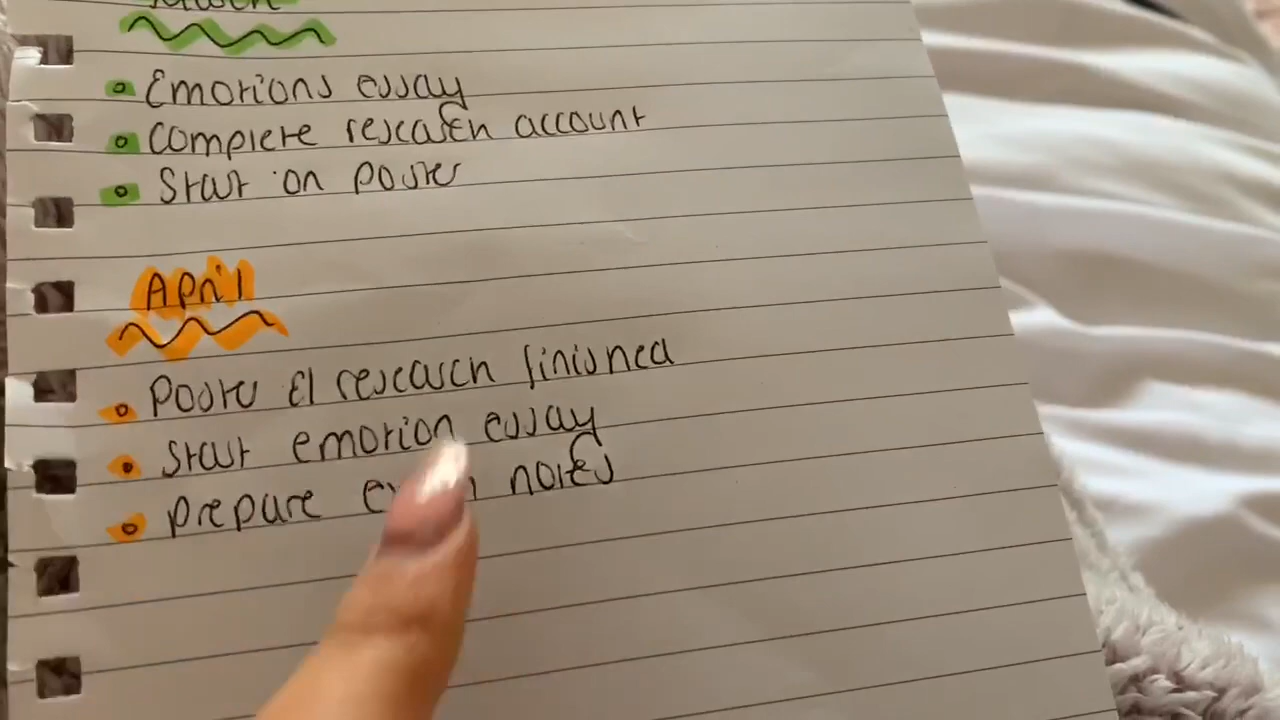 Emotions essay
Complete research account
Start on poster
April
Poster & research finished
Start emotion essay
prepare notes